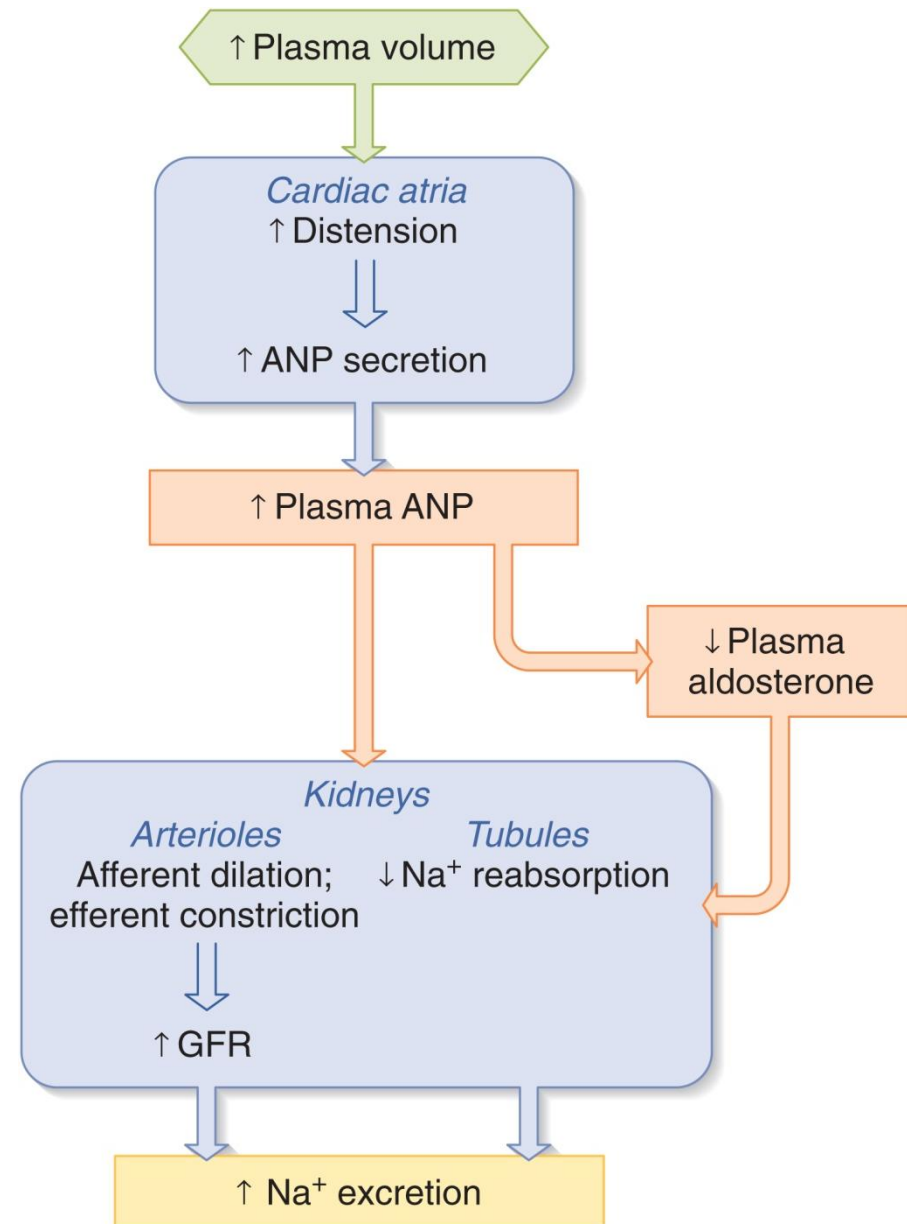 ↑ Plasma volume
Cardiac atria
↑ Distension
↑ ANP secretion
↑ Plasma ANP
↓ Plasma
aldosterone
Kidneys
Arterioles
Afferent dilation;
efferent constriction
↑ GFR
Tubules
↓ Na⁺ reabsorption
↑ Na⁺ excretion